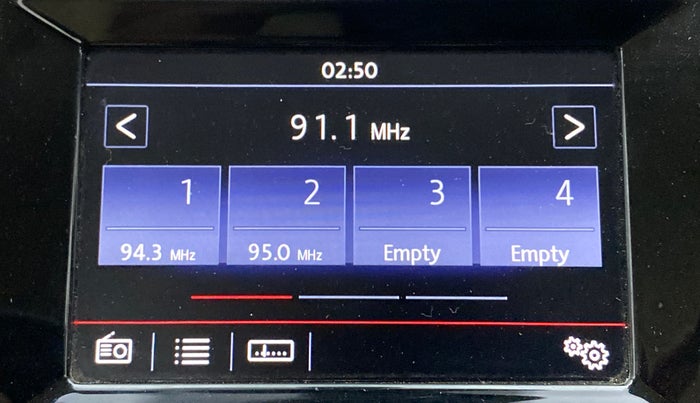 02:50
< 91.1 MHz >
1 2 3 4
94.3 MHz 95.0 MHz Empty Empty